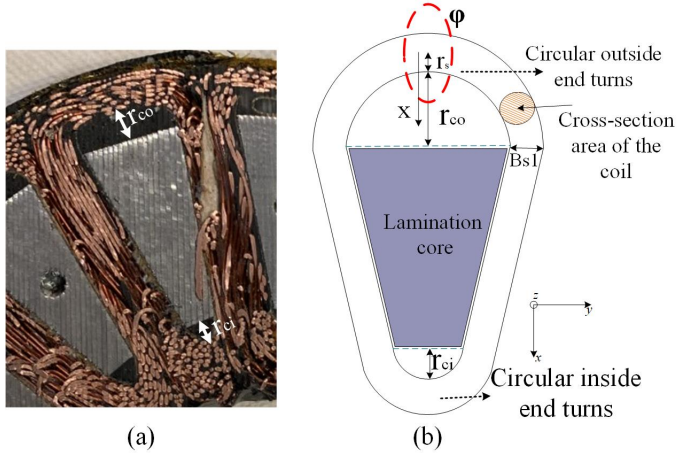 r_co
r_ci
(a)
φ
r_s
X
r_co
Circular outside
end turns
Cross-section
area of the
coil
Bs1
Lamination
core
z
y
x
r_ci
Circular inside
end turns
(b)